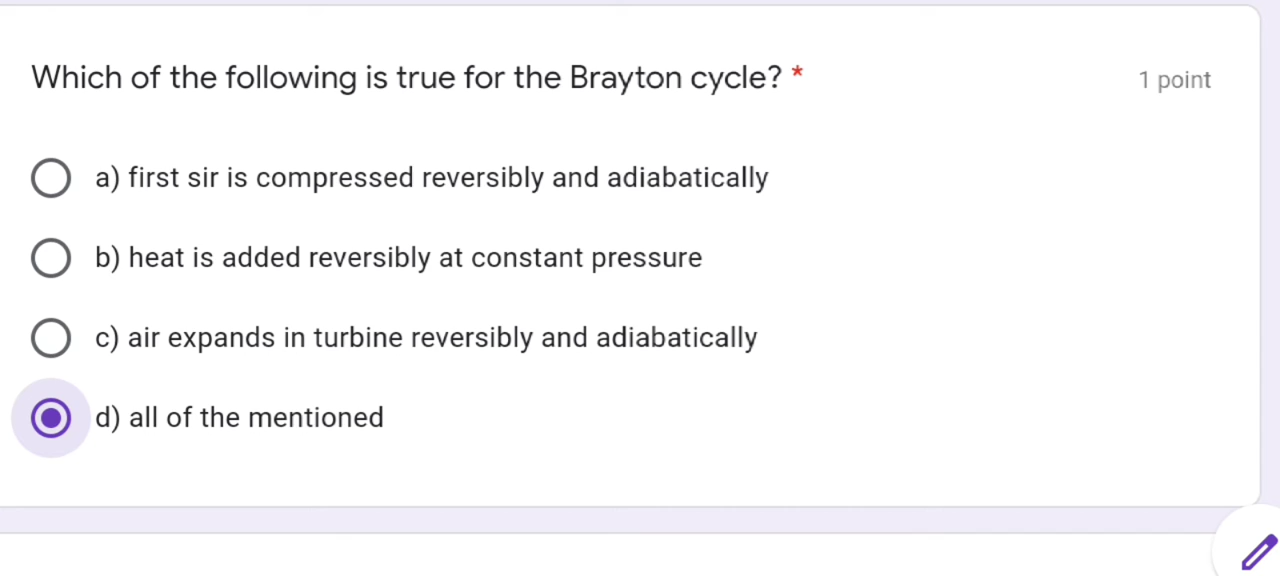 Which of the following is true for the Brayton cycle? *
1 point
a) first sir is compressed reversibly and adiabatically
b) heat is added reversibly at constant pressure
c) air expands in turbine reversibly and adiabatically
d) all of the mentioned